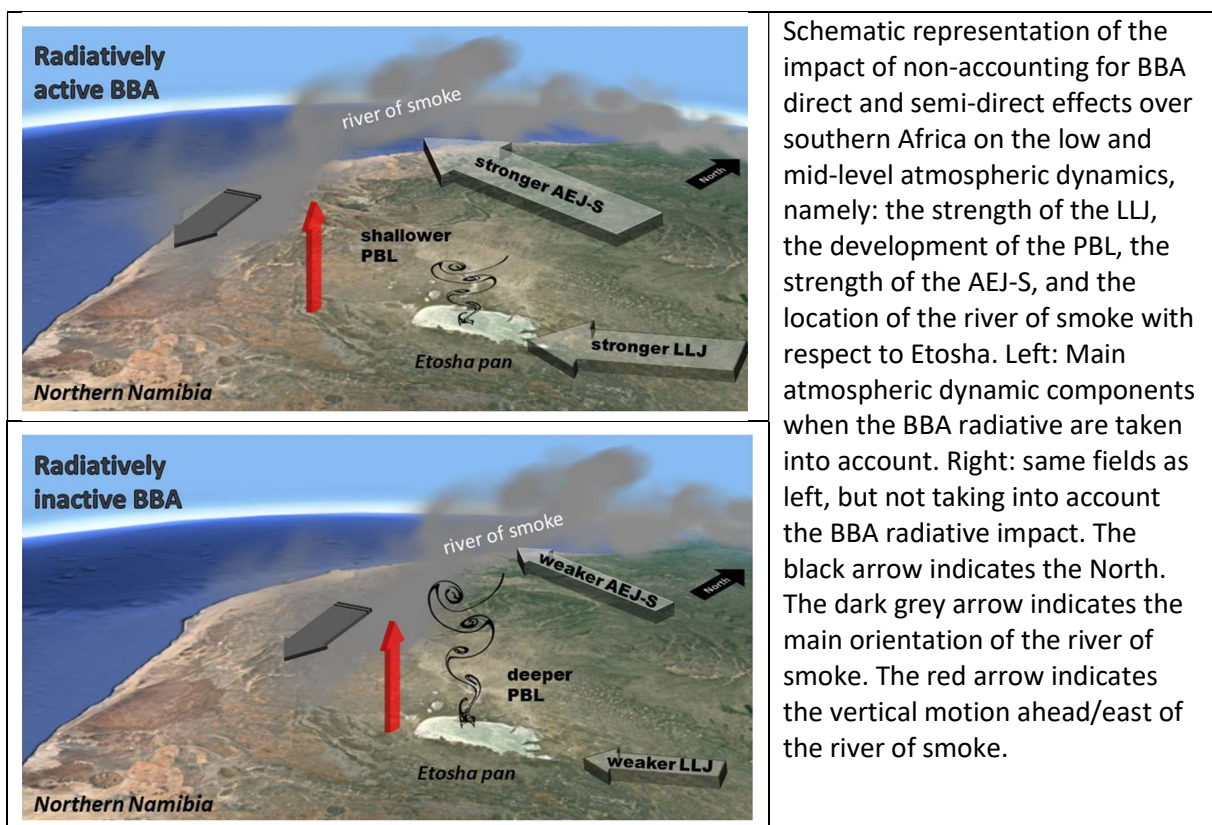 Radiatively
active BBA
river of smoke
stronger AEJ-S
North
shallower
PBL
stronger LLJ
Etosha pan
Northern Namibia
Radiatively
inactive BBA
river of smoke
weaker AEJ-S
North
deeper
PBL
weaker LLJ
Etosha pan
Northern Namibia
Schematic representation of the
impact of non-accounting for BBA
direct and semi-direct effects over
southern Africa on the low and
mid-level atmospheric dynamics,
namely: the strength of the LLJ,
the development of the PBL, the
strength of the AEJ-S, and the
location of the river of smoke with
respect to Etosha. Left: Main
atmospheric dynamic components
when the BBA radiative are taken
into account. Right: same fields as
left, but not taking into account
the BBA radiative impact. The
black arrow indicates the North.
The dark grey arrow indicates the
main orientation of the river of
smoke. The red arrow indicates
the vertical motion ahead/east of
the river of smoke.